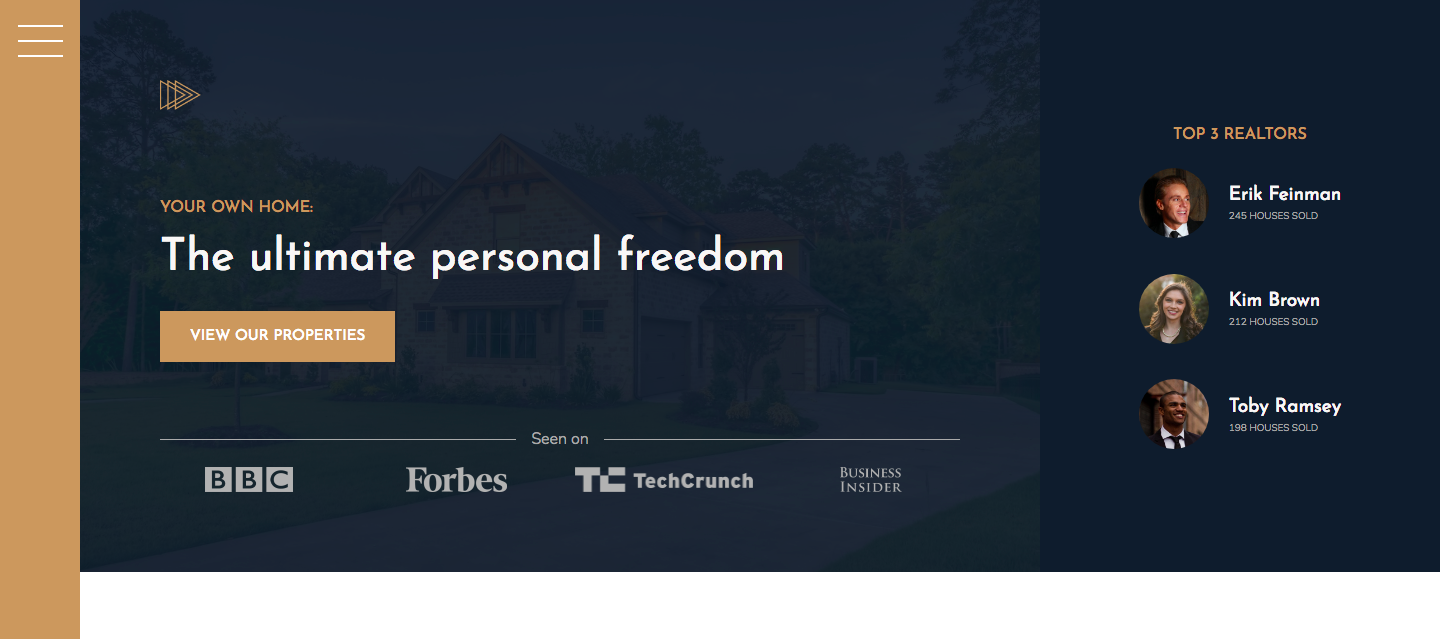 YOUR OWN HOME:
The ultimate personal freedom
VIEW OUR PROPERTIES
Seen on
BBC
Forbes
TC TechCrunch
BUSINESS
INSIDER
TOP 3 REALTORS
Erik Feinman
245 HOUSES SOLD
Kim Brown
212 HOUSES SOLD
Toby Ramsey
198 HOUSES SOLD